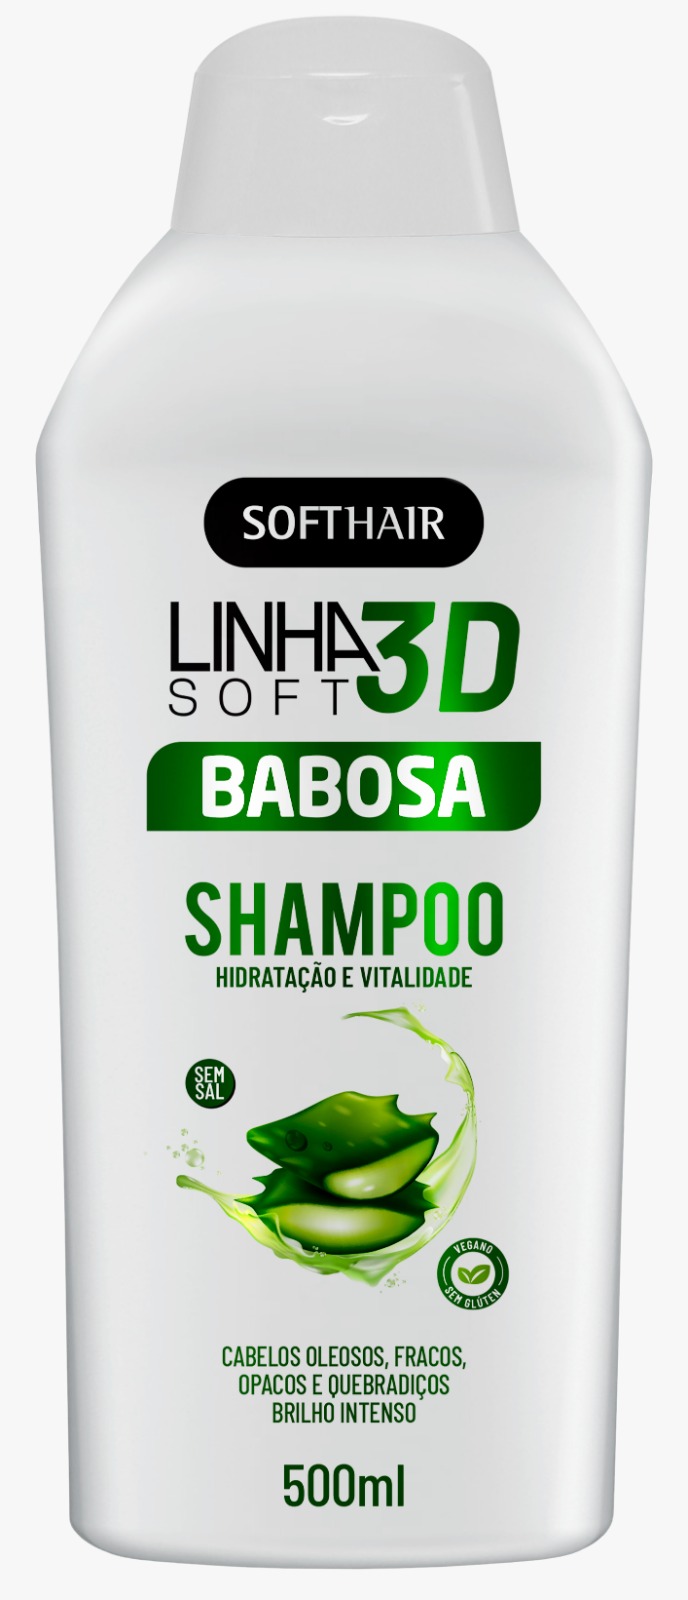 SOFTHAIR
LINHA 3D
SOFT
BABOSA
SHAMPOO
HIDRATAÇÃO E VITALIDADE
SEM
SAL
VEGANO
SEM GLÚTEN
CABELOS OLEOSOS, FRACOS,
OPACOS E QUEBRADIÇOS
BRILHO INTENSO
500ml